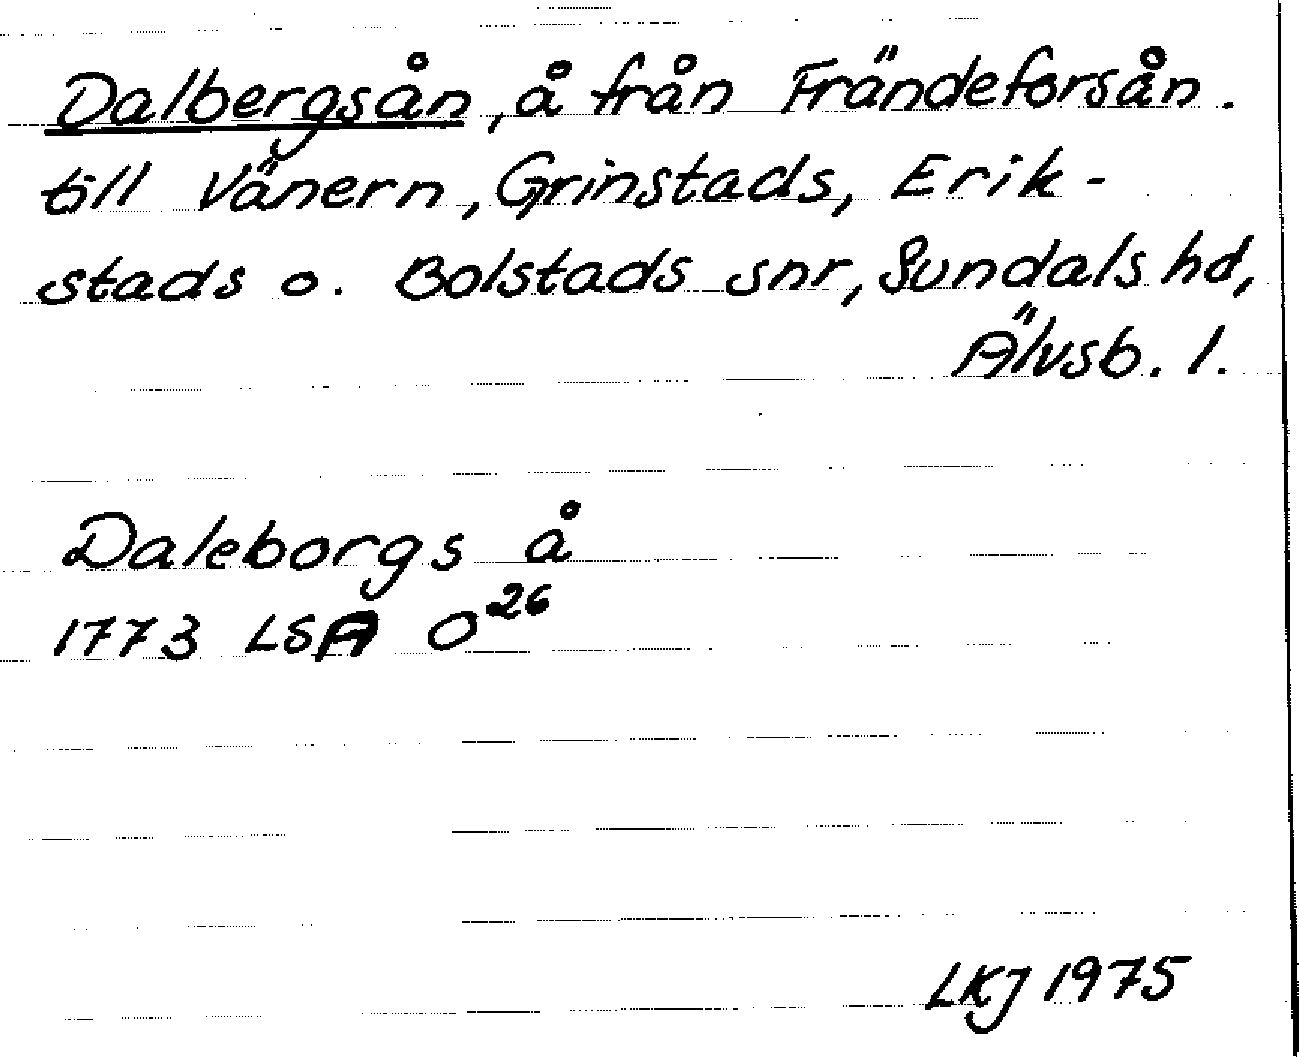 Dalbergsån, å från Frändeforsån.
till Vänern, Grinstads, Erik-
stads o. Bolstads snr, Sundals hd,
Älvsb. l.
Daleborgs å
1773 LSA O26
LKJ 1975